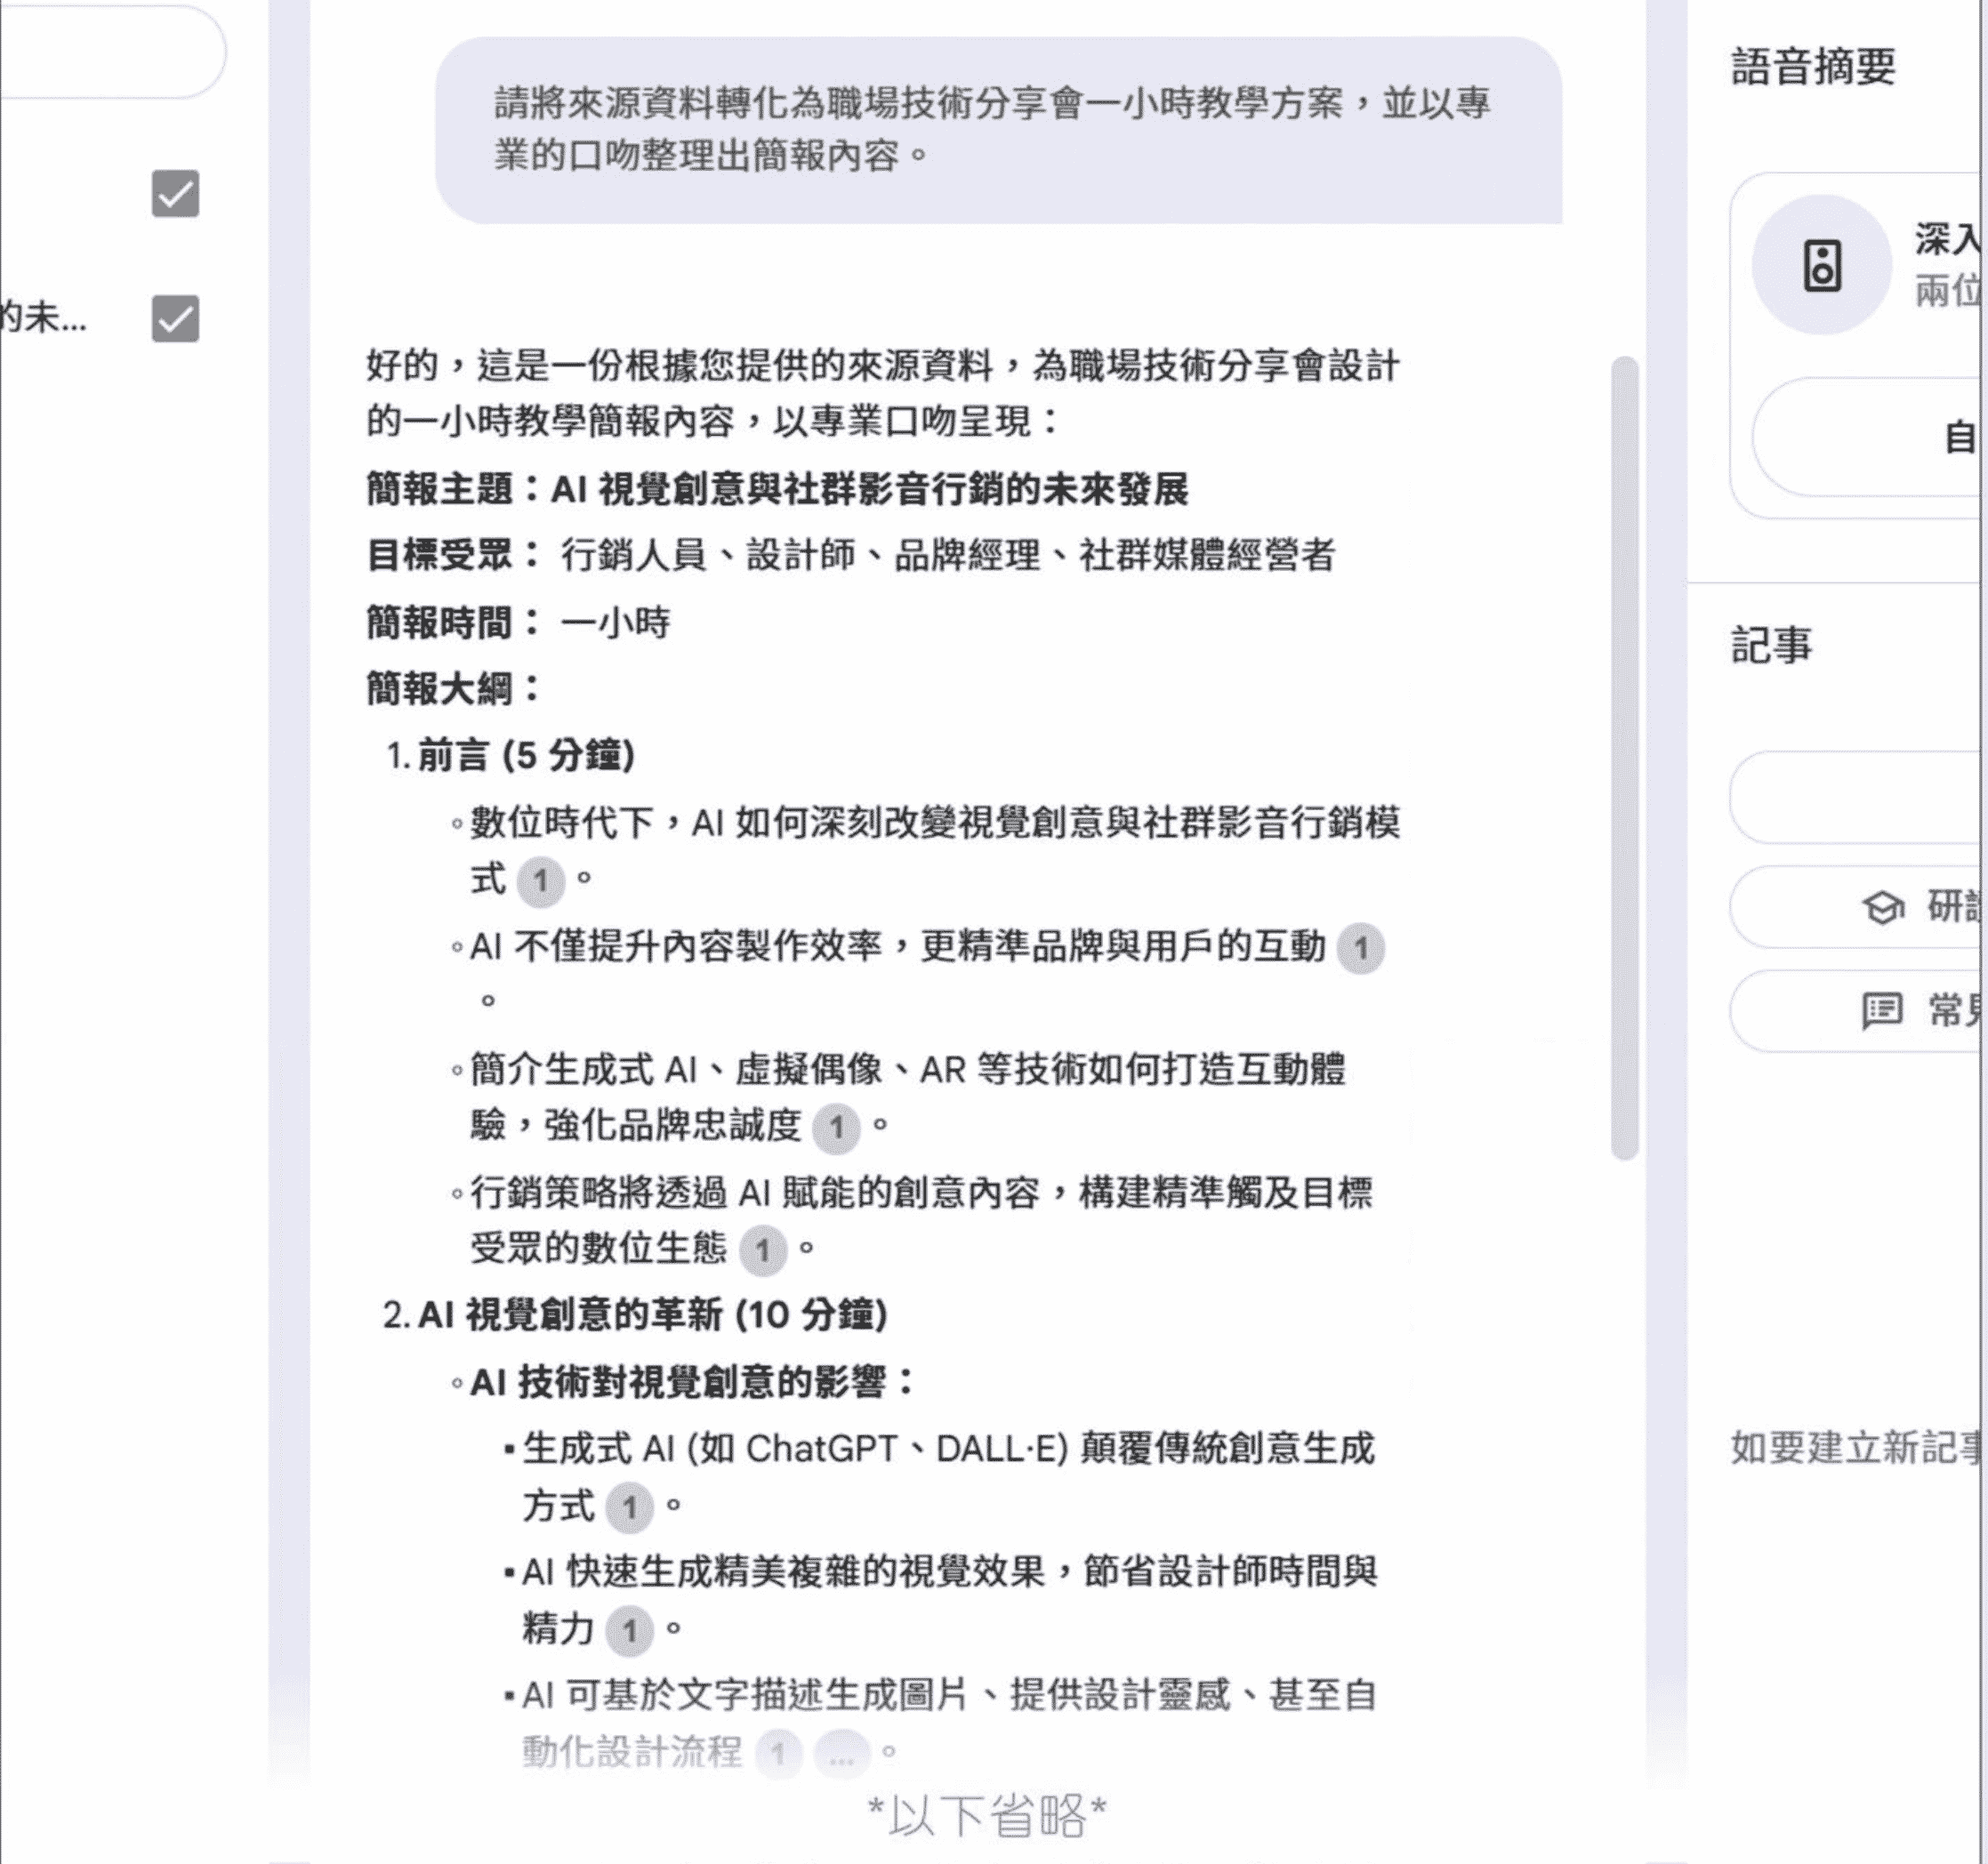 請將來源資料轉化為職場技術分享會一小時教學方案，並以專
業的口吻整理出簡報內容。
的未...
好的，這是一份根據您提供的來源資料，為職場技術分享會設計
的一小時教學簡報內容，以專業口吻呈現：
簡報主題：AI 視覺創意與社群影音行銷的未來發展
目標受眾： 行銷人員、設計師、品牌經理、社群媒體經營者
簡報時間： 一小時
簡報大綱：
1. 前言 (5 分鐘)
◦ 數位時代下，AI 如何深刻改變視覺創意與社群影音行銷模
式 1 。
◦ AI 不僅提升內容製作效率，更精準品牌與用戶的互動 1
。
◦ 簡介生成式 AI、虛擬偶像、AR 等技術如何打造互動體
驗，強化品牌忠誠度 1 。
◦ 行銷策略將透過 AI 賦能的創意內容，構建精準觸及目標
受眾的數位生態 1 。
2. AI 視覺創意的革新 (10 分鐘)
◦ AI 技術對視覺創意的影響：
▪ 生成式 AI (如 ChatGPT、DALL·E) 顛覆傳統創意生成
方式 1 。
▪ AI 快速生成精美複雜的視覺效果，節省設計師時間與
精力 1 。
▪ AI 可基於文字描述生成圖片、提供設計靈感、甚至自
動化設計流程 1 ... 。
*以下省略*
語音摘要
深入
兩位
自
記事
研
常
如要建立新記事